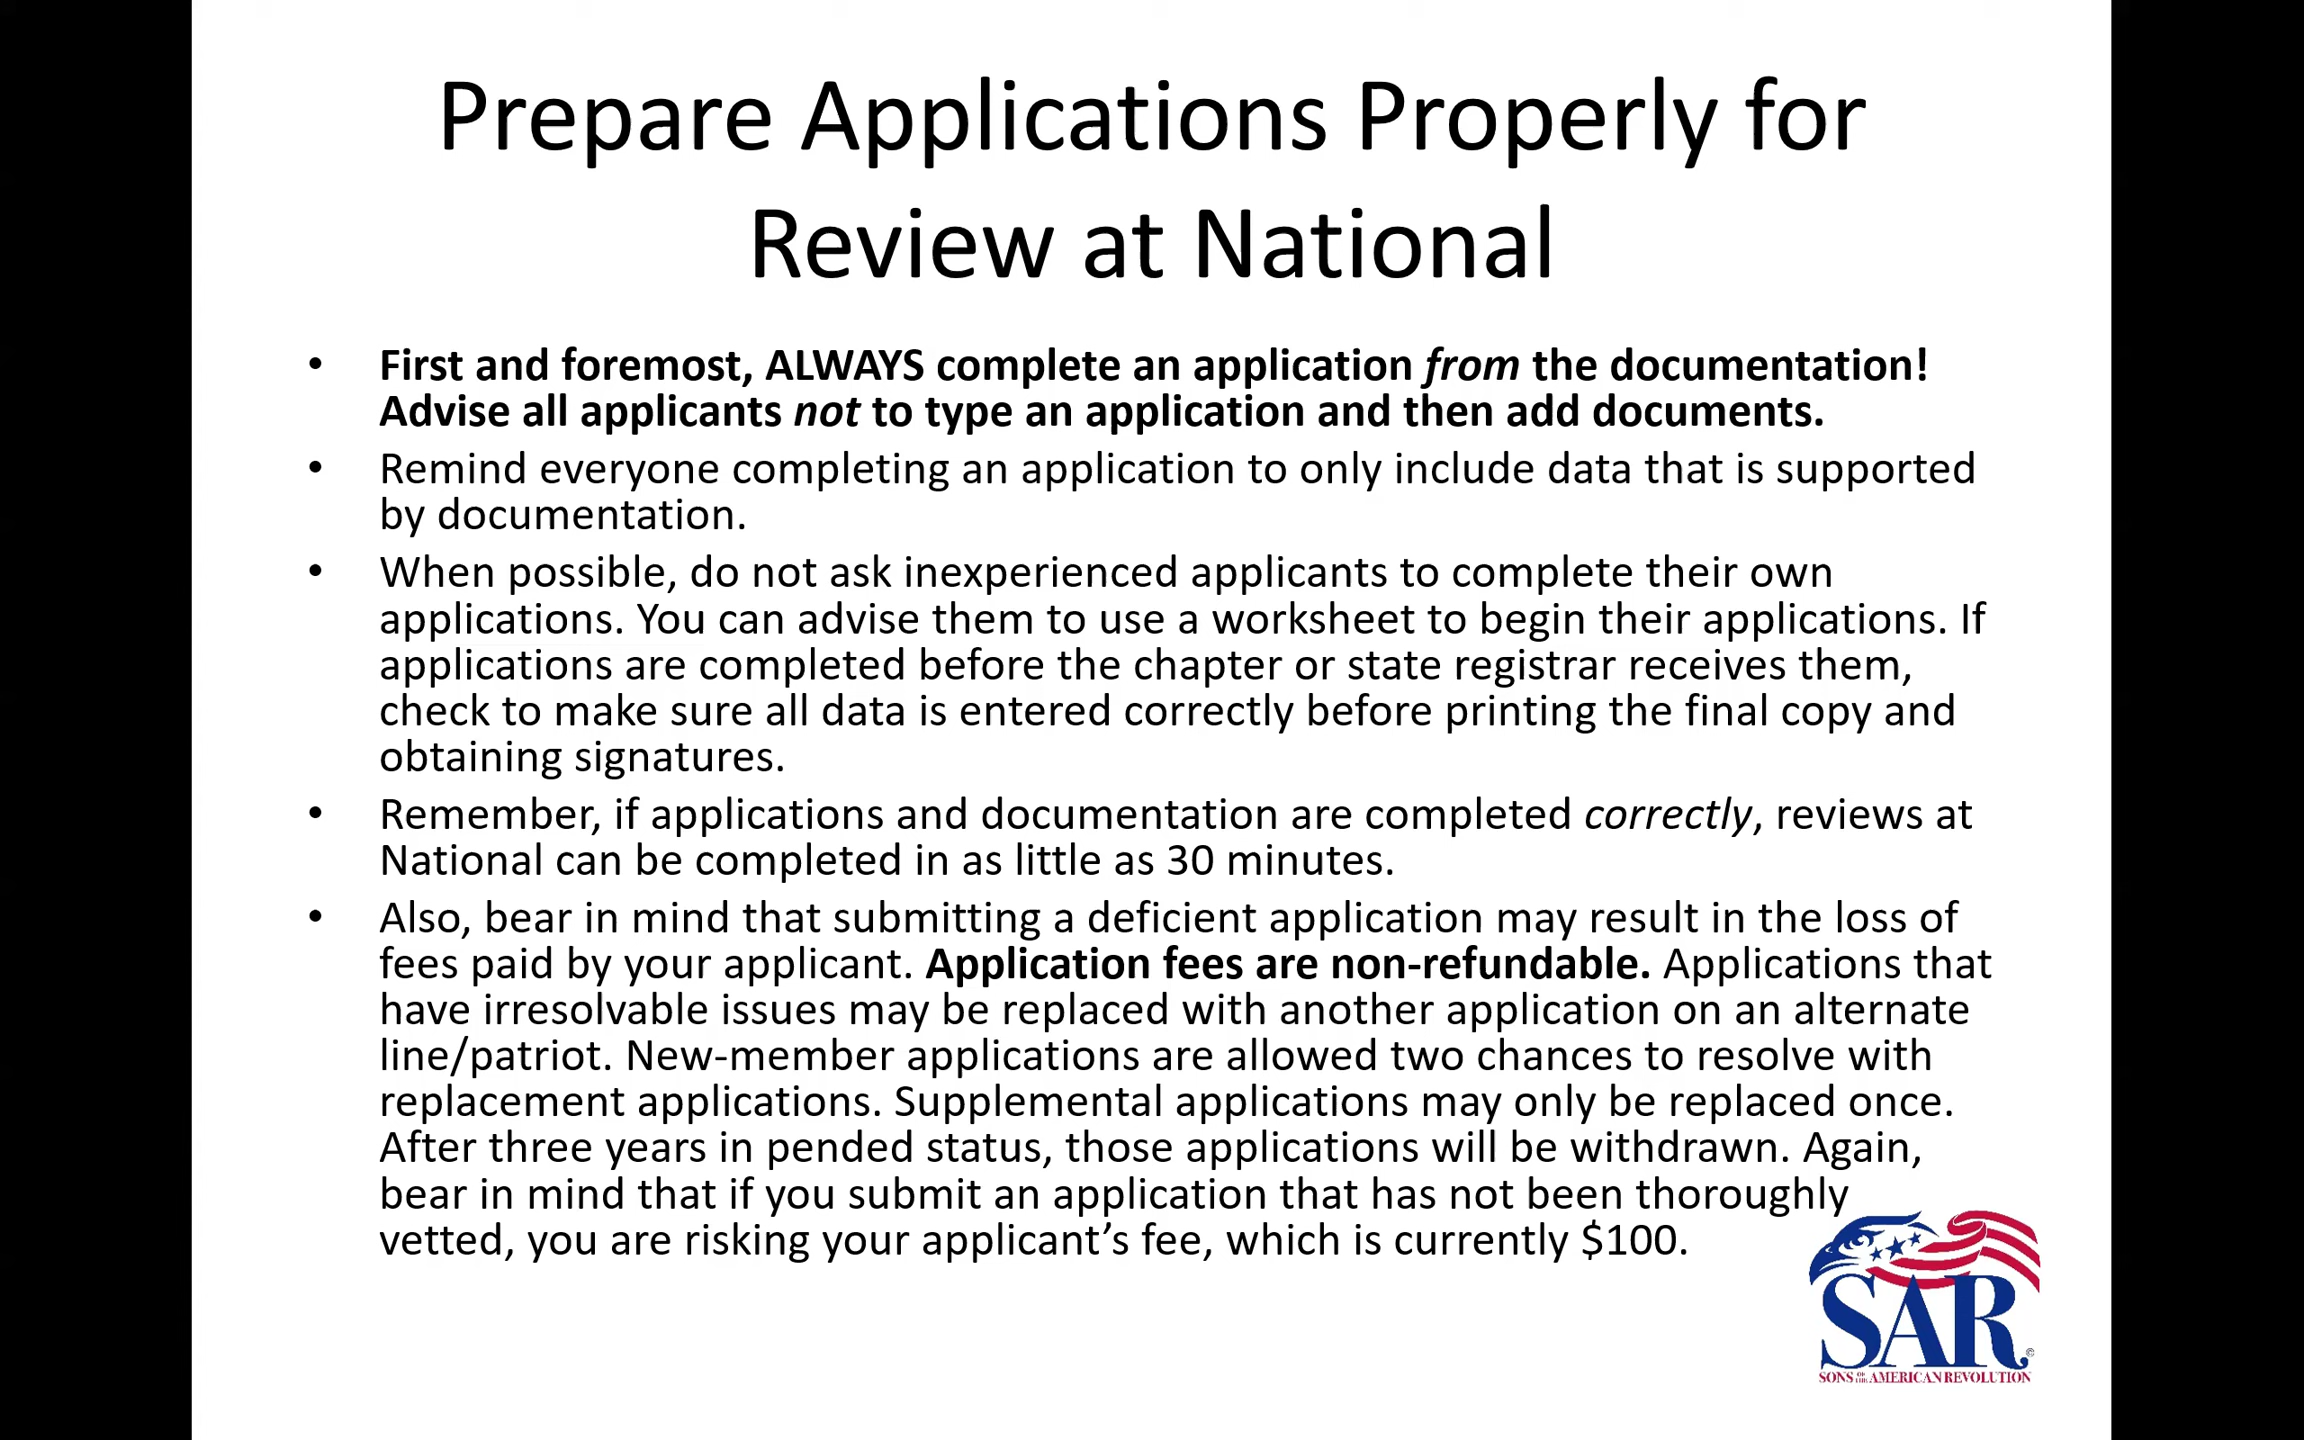 Prepare Applications Properly for
Review at National
• First and foremost, ALWAYS complete an application from the documentation!
Advise all applicants not to type an application and then add documents.
• Remind everyone completing an application to only include data that is supported
by documentation.
• When possible, do not ask inexperienced applicants to complete their own
applications. You can advise them to use a worksheet to begin their applications. If
applications are completed before the chapter or state registrar receives them,
check to make sure all data is entered correctly before printing the final copy and
obtaining signatures.
• Remember, if applications and documentation are completed correctly, reviews at
National can be completed in as little as 30 minutes.
• Also, bear in mind that submitting a deficient application may result in the loss of
fees paid by your applicant. Application fees are non-refundable. Applications that
have irresolvable issues may be replaced with another application on an alternate
line/patriot. New-member applications are allowed two chances to resolve with
replacement applications. Supplemental applications may only be replaced once.
After three years in pended status, those applications will be withdrawn. Again,
bear in mind that if you submit an application that has not been thoroughly
vetted, you are risking your applicant’s fee, which is currently $100.
SAR©
SONS OF THE AMERICAN REVOLUTION